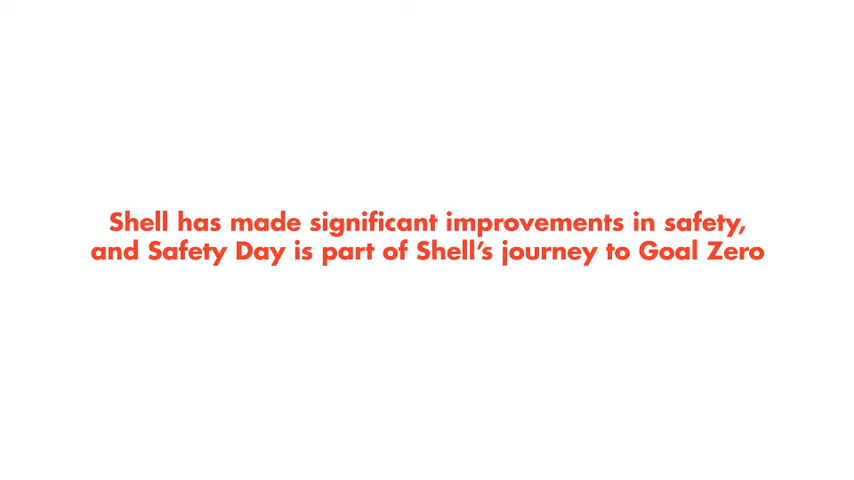 Shell has made significant improvements in safety,
and Safety Day is part of Shell’s journey to Goal Zero